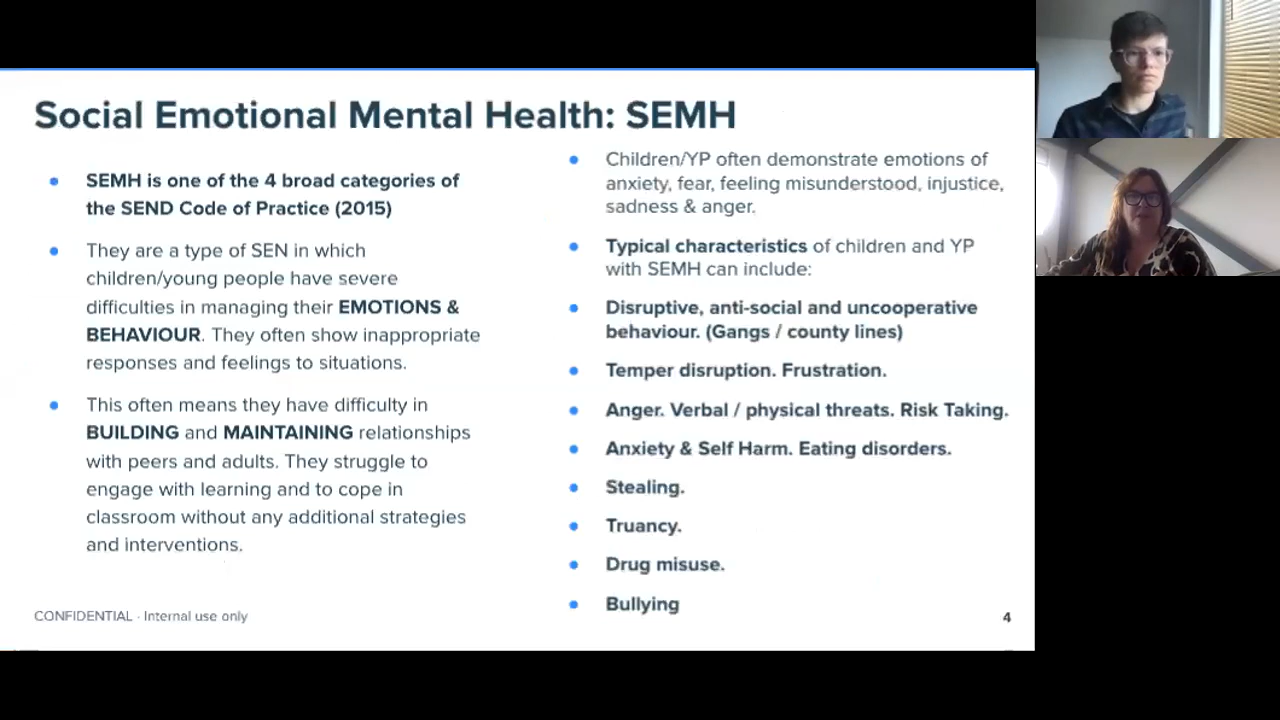 Social Emotional Mental Health: SEMH
SEMH is one of the 4 broad categories of
the SEND Code of Practice (2015)
They are a type of SEN in which
children/young people have severe
difficulties in managing their EMOTIONS &
BEHAVIOUR. They often show inappropriate
responses and feelings to situations.
This often means they have difficulty in
BUILDING and MAINTAINING relationships
with peers and adults. They struggle to
engage with learning and to cope in
classroom without any additional strategies
and interventions.
Children/YP often demonstrate emotions of
anxiety, fear, feeling misunderstood, injustice,
sadness & anger.
Typical characteristics of children and YP
with SEMH can include:
Disruptive, anti-social and uncooperative
behaviour. (Gangs / county lines)
Temper disruption. Frustration.
Anger. Verbal / physical threats. Risk Taking.
Anxiety & Self Harm. Eating disorders.
Stealing.
Truancy.
Drug misuse.
Bullying
CONFIDENTIAL · Internal use only
4